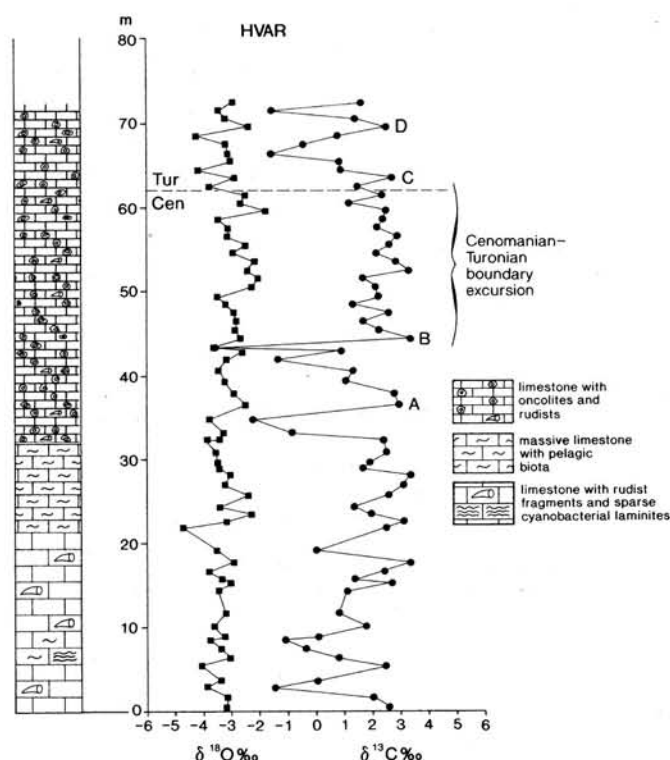 m
HVAR
80
70
60
50
40
30
20
10
0
D
C
Tur
Cen
Cenomanian–
Turonian
boundary
excursion
B
A
limestone with
oncolites and
rudists
massive limestone
with pelagic
biota
limestone with rudist
fragments and sparse
cyanobacterial laminites
-6 -5 -4 -3 -2 -1 0 1 2 3 4 5 6
δ 18O‰ δ 13C‰